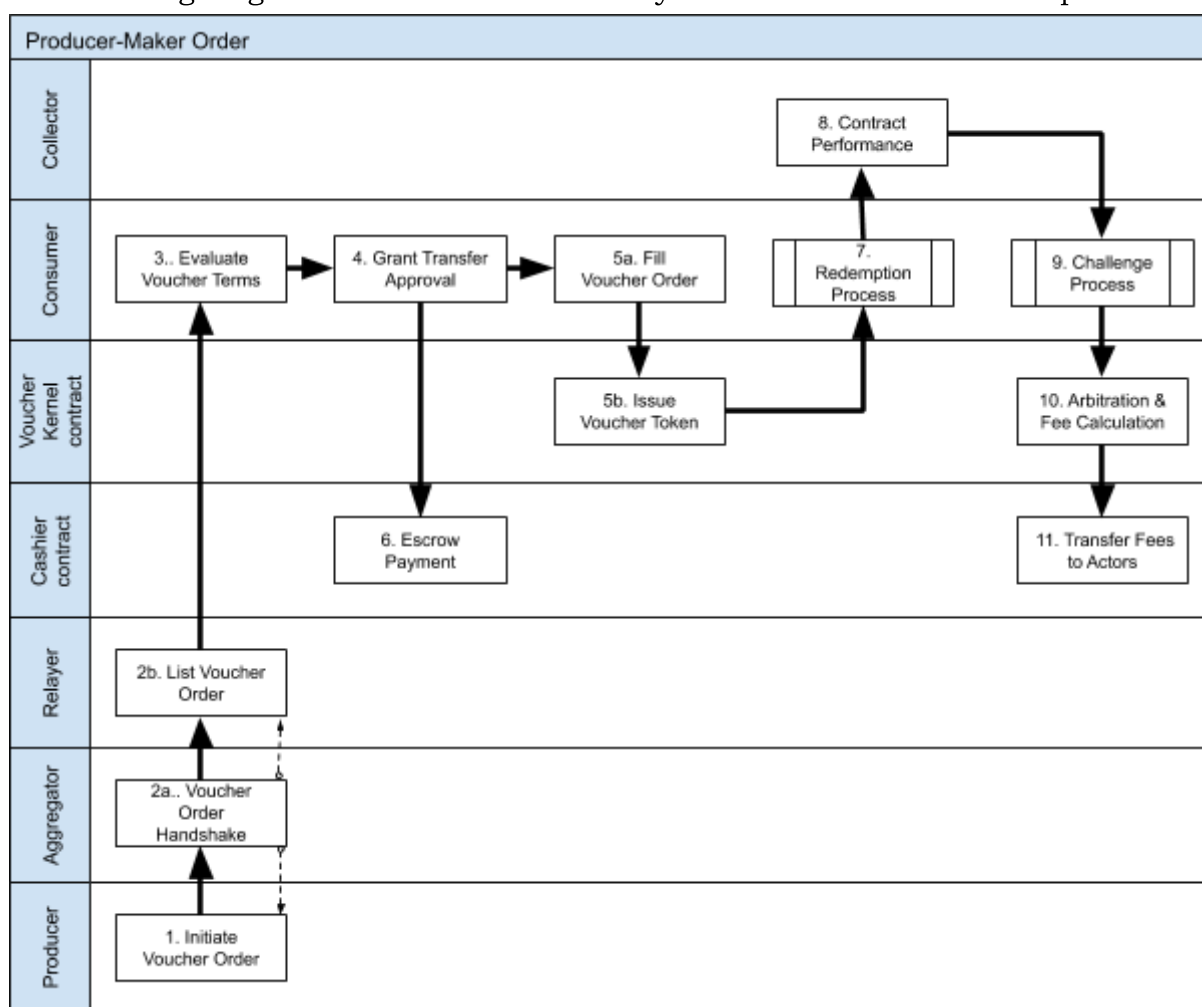 Producer-Maker Order
Collector
8. Contract
Performance
Consumer
3.. Evaluate
Voucher Terms
4. Grant Transfer
Approval
5a. Fill
Voucher Order
7.
Redemption
Process
9. Challenge
Process
Voucher
Kernel
contract
5b. Issue
Voucher Token
10. Arbitration &
Fee Calculation
Cashier
contract
6. Escrow
Payment
11. Transfer Fees
to Actors
Relayer
2b. List Voucher
Order
Aggregator
2a.. Voucher
Order
Handshake
Producer
1. Initiate
Voucher Order